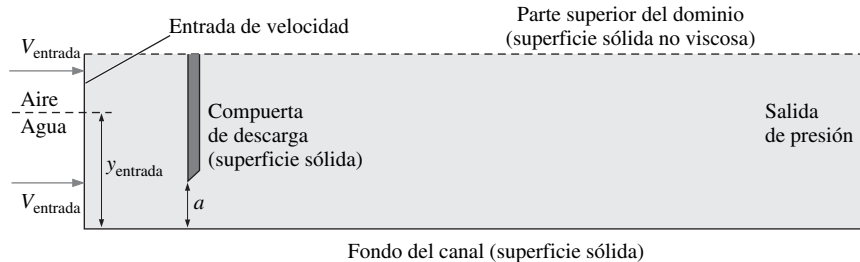 Parte superior del dominio
(superficie sólida no viscosa)
Entrada de velocidad
Ventrada
Aire
Agua
yentrada
Ventrada
Compuerta
de descarga
(superficie sólida)
a
Salida
de presión
Fondo del canal (superficie sólida)